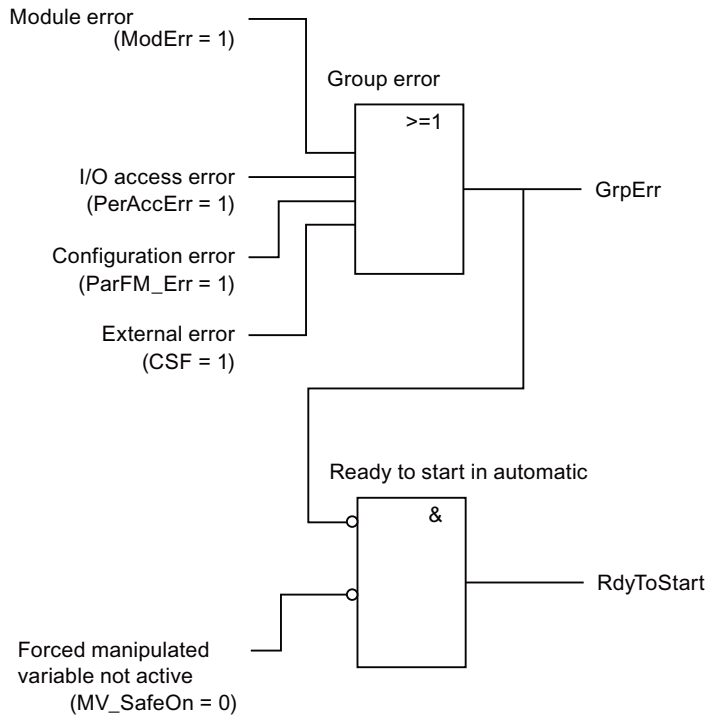 Module error
(ModErr = 1)
Group error
>=1
I/O access error
(PerAccErr = 1)
GrpErr
Configuration error
(ParFM_Err = 1)
External error
(CSF = 1)
Ready to start in automatic
&
RdyToStart
Forced manipulated
variable not active
(MV_SafeOn = 0)